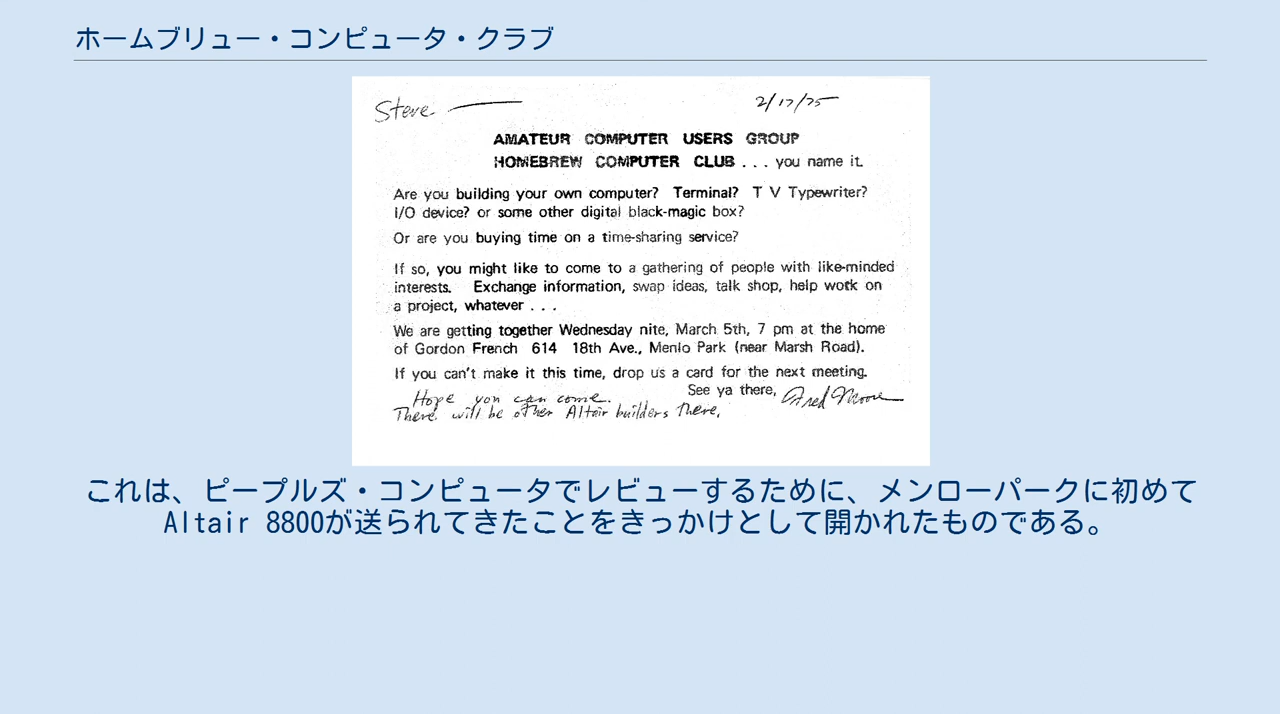 ホームブリュー・コンピュータ・クラブ
Steve 2/17/75
AMATEUR COMPUTER USERS GROUP
HOMEBREW COMPUTER CLUB . . . you name it.
Are you building your own computer? Terminal? T V Typewriter?
I/O device? or some other digital black-magic box?
Or are you buying time on a time-sharing service?
If so, you might like to come to a gathering of people with like-minded
interests. Exchange information, swap ideas, talk shop, help work on
a project, whatever . . .
We are getting together Wednesday nite, March 5th, 7 pm at the home
of Gordon French 614 18th Ave., Menlo Park (near Marsh Road).
If you can't make it this time, drop us a card for the next meeting.
See ya there, Fred Moore
Hope you can come.
There will be other Altair builders there.
これは、ピープルズ・コンピュータでレビューするために、メンローパークに初めて
Altair 8800が送られてきたことをきっかけとして開かれたものである。